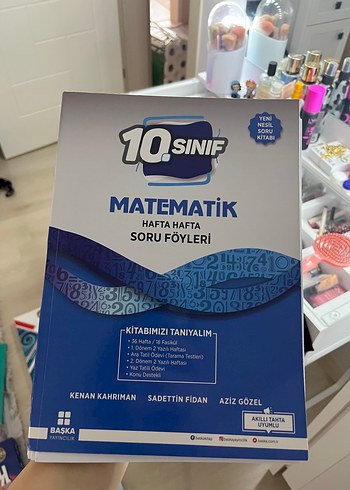 10. SINIF
YENİ
NESİL
SORU
KİTABI
MATEMATİK
HAFTA HAFTA
SORU FÖYLERİ
KİTABIMIZI TANIYALIM
• 36 Hafta / 18 Fasikül
• 1. Dönem 2 Yazılı Haftası
• Ara Tatil Ödevi (Tarama Testleri)
• 2. Dönem 2 Yazılı Haftası
• Yaz Tatili Ödevi
• Konu Destekli
KENAN KAHRIMAN SADETTİN FİDAN AZİZ GÖZEL
BAŞKA
YAYINCILIK
AKILLI TAHTA
UYUMLU